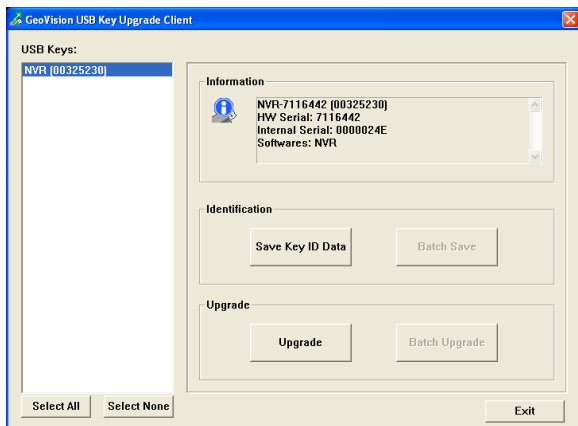 GeoVision USB Key Upgrade Client
USB Keys:
NVR (00325230)
Information
NVR-7116442 (00325230)
HW Serial: 7116442
Internal Serial: 0000024E
Softwares: NVR
Identification
Save Key ID Data
Batch Save
Upgrade
Upgrade
Batch Upgrade
Select All
Select None
Exit